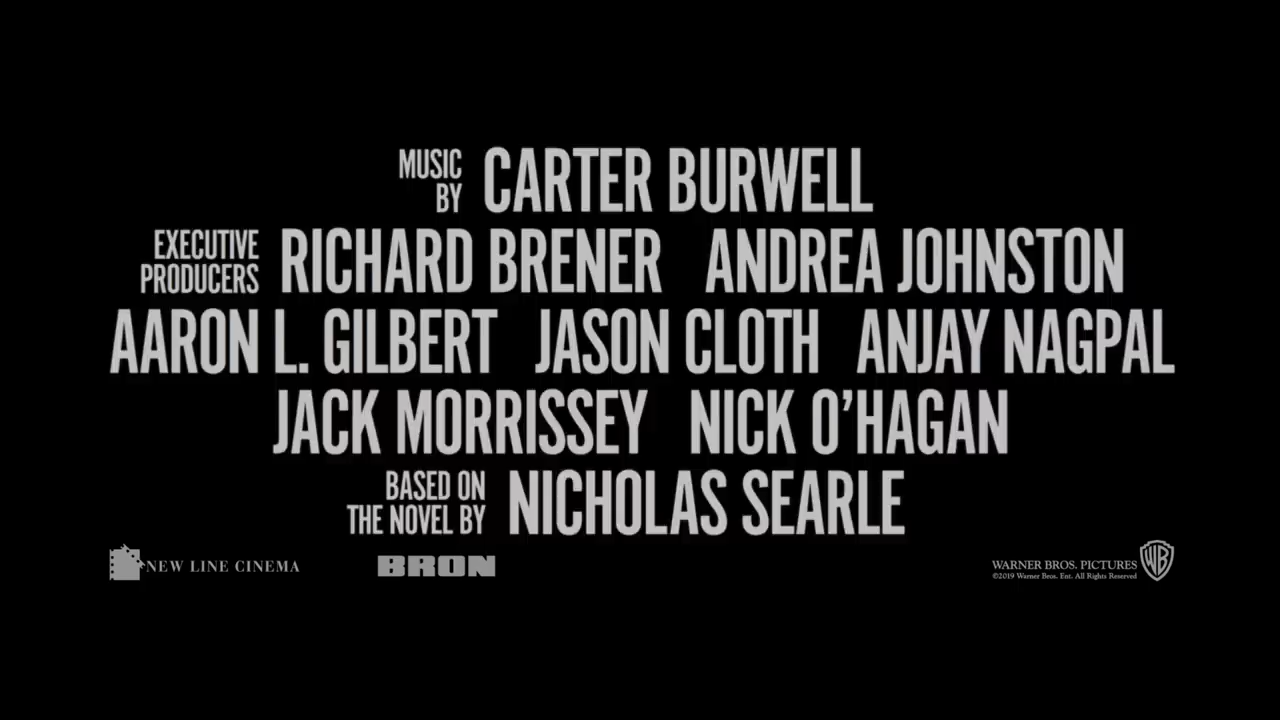 MUSIC BY CARTER BURWELL
EXECUTIVE PRODUCERS RICHARD BRENER ANDREA JOHNSTON
AARON L. GILBERT JASON CLOTH ANJAY NAGPAL
JACK MORRISSEY NICK O'HAGAN
BASED ON THE NOVEL BY NICHOLAS SEARLE
NEW LINE CINEMA
BRON
WARNER BROS. PICTURES
©2019 Warner Bros. Ent. All Rights Reserved
WB